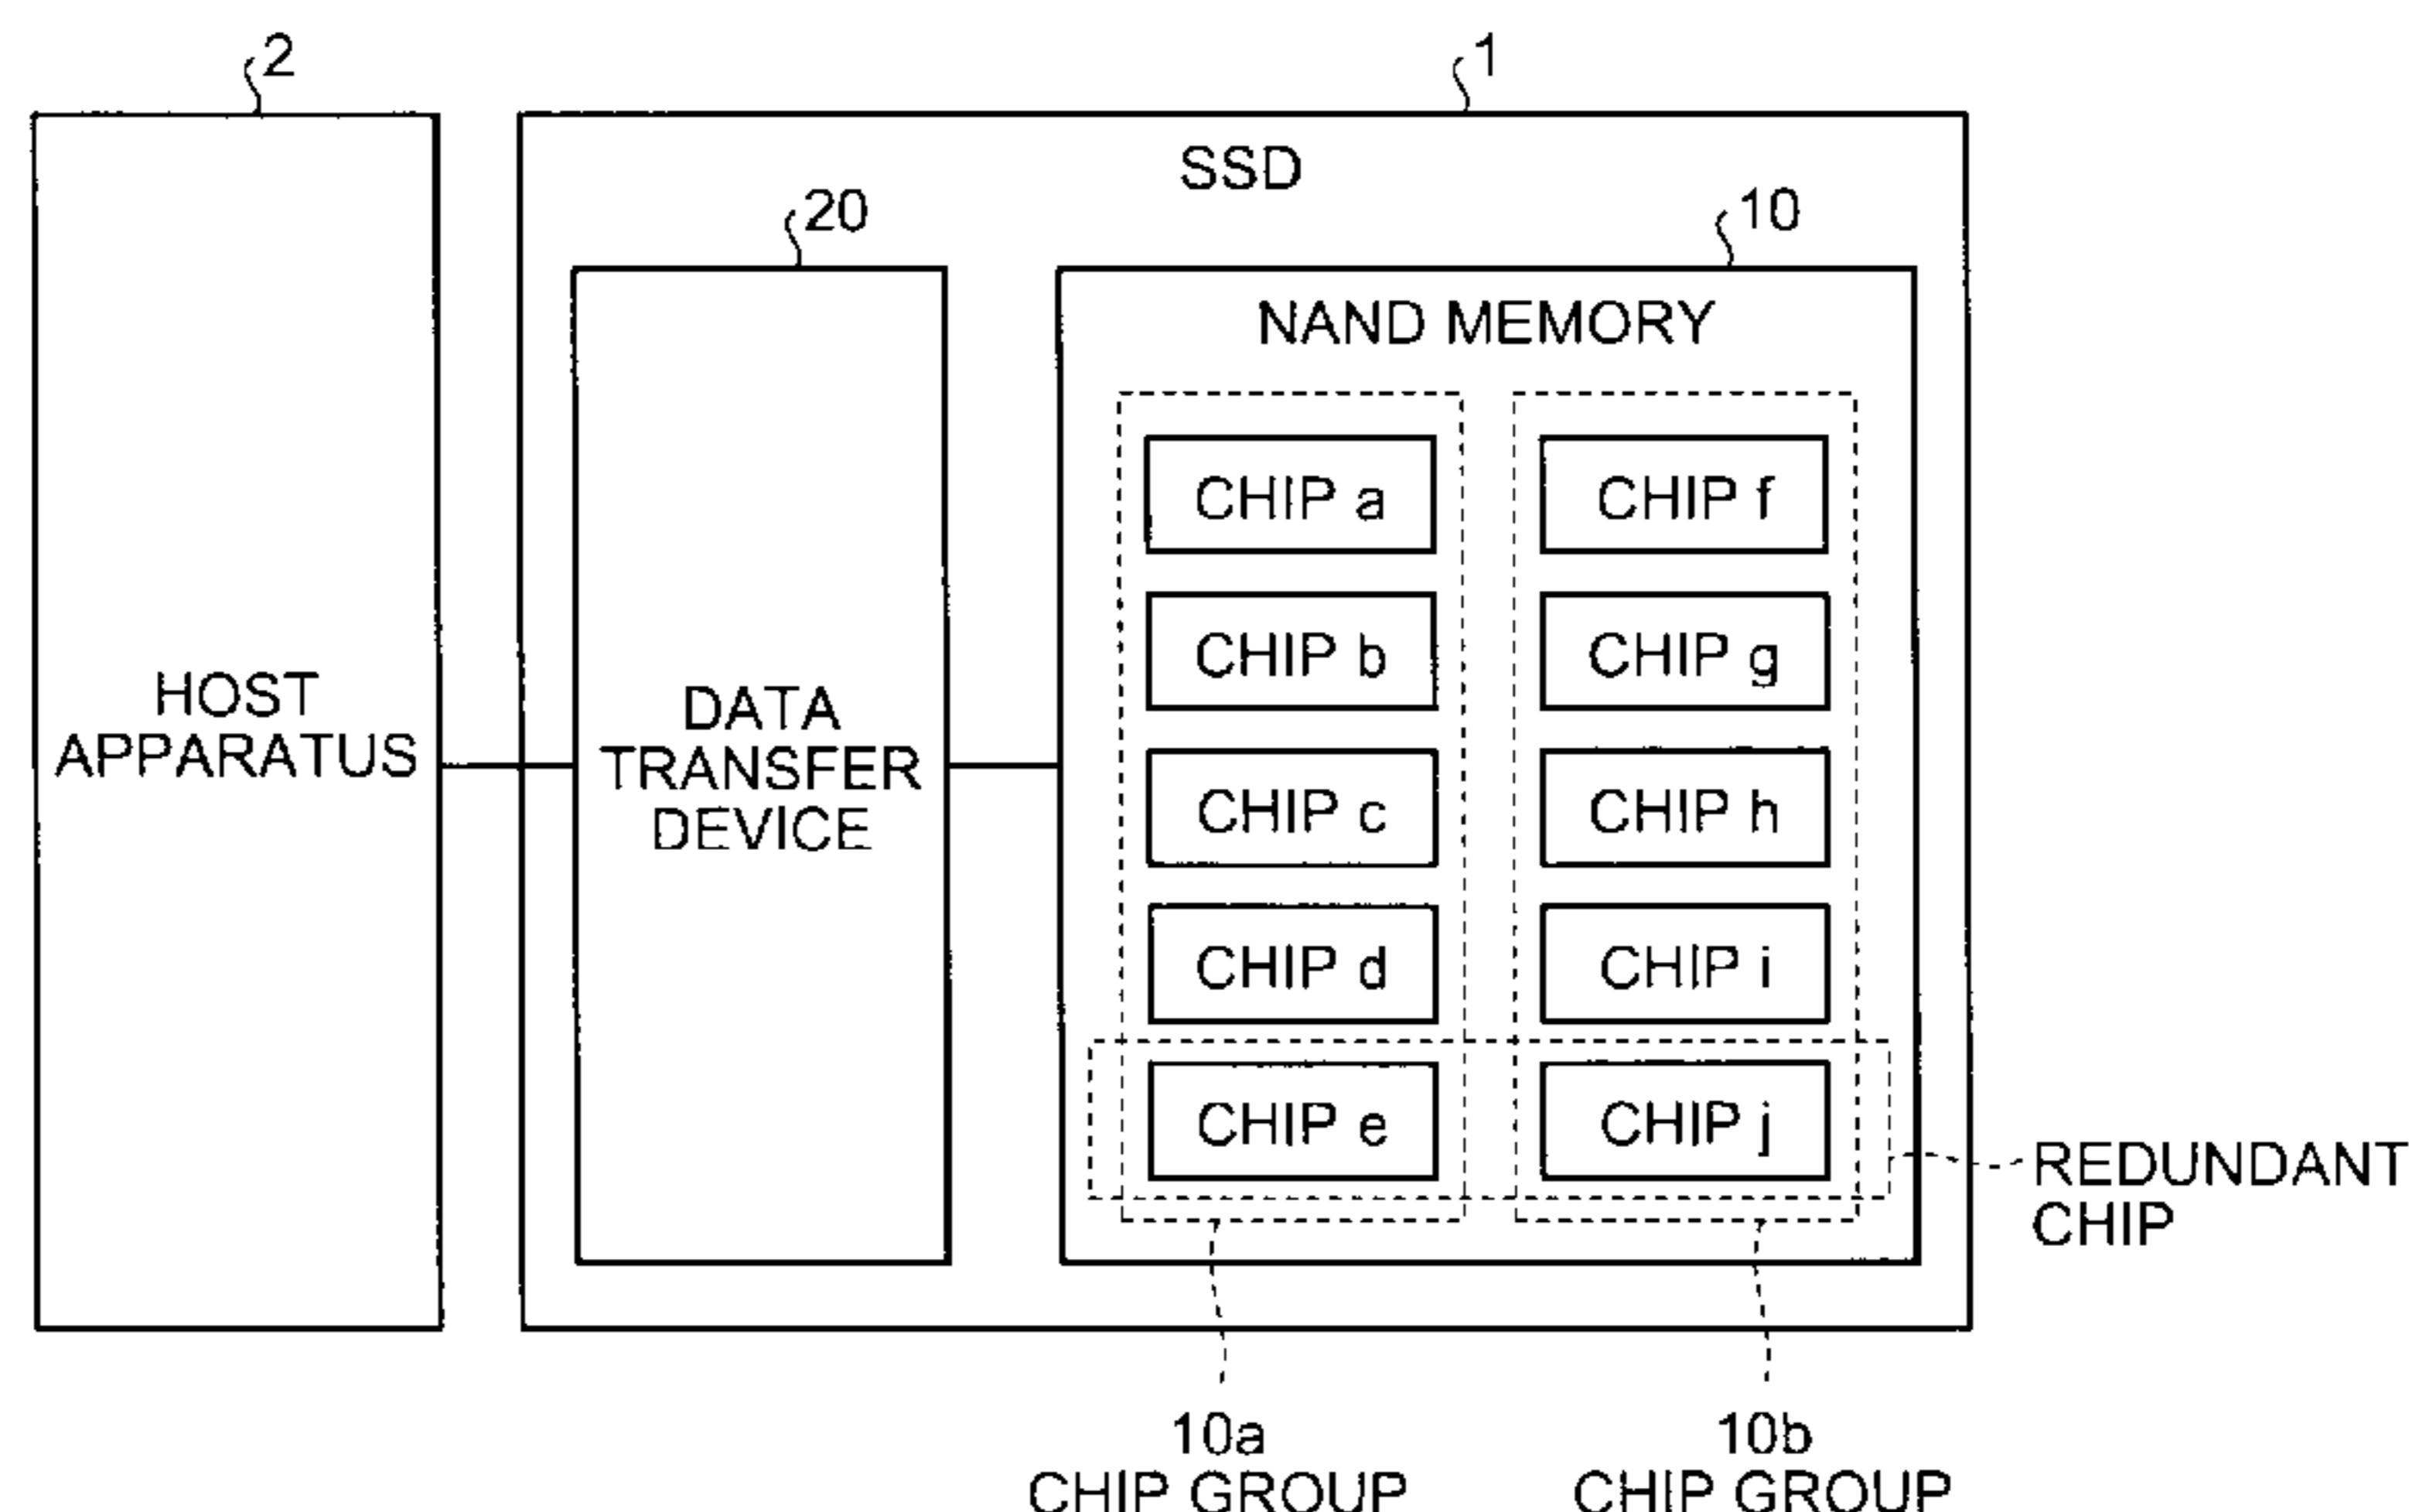 2
1
SSD
20
10
NAND MEMORY
CHIP a
CHIP f
CHIP b
CHIP g
HOST
APPARATUS
DATA
TRANSFER
DEVICE
CHIP c
CHIP h
CHIP d
CHIP i
CHIP e
CHIP j
REDUNDANT
CHIP
10a
CHIP GROUP
10b
CHIP GROUP